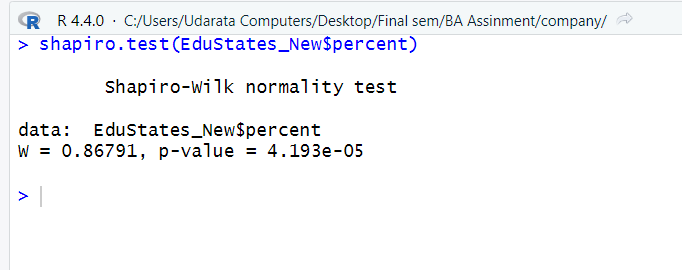 R R 4.4.0 · C:/Users/Udarata Computers/Desktop/Final sem/BA Assinment/company/
> shapiro.test(EduStates_New$percent)
Shapiro-Wilk normality test
data:  EduStates_New$percent
W = 0.86791, p-value = 4.193e-05
>